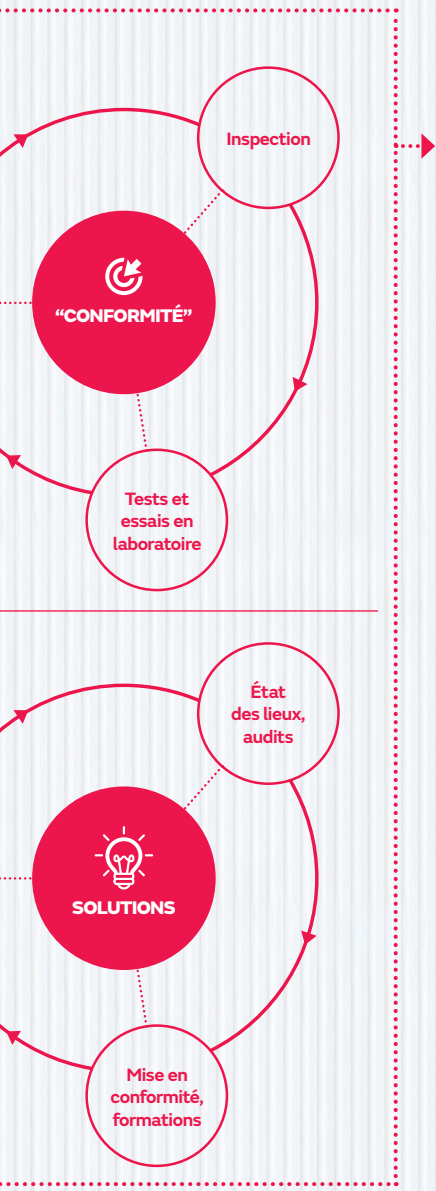 Inspection
“CONFORMITÉ”
Tests et
essais en
laboratoire
État
des lieux,
audits
SOLUTIONS
Mise en
conformité,
formations